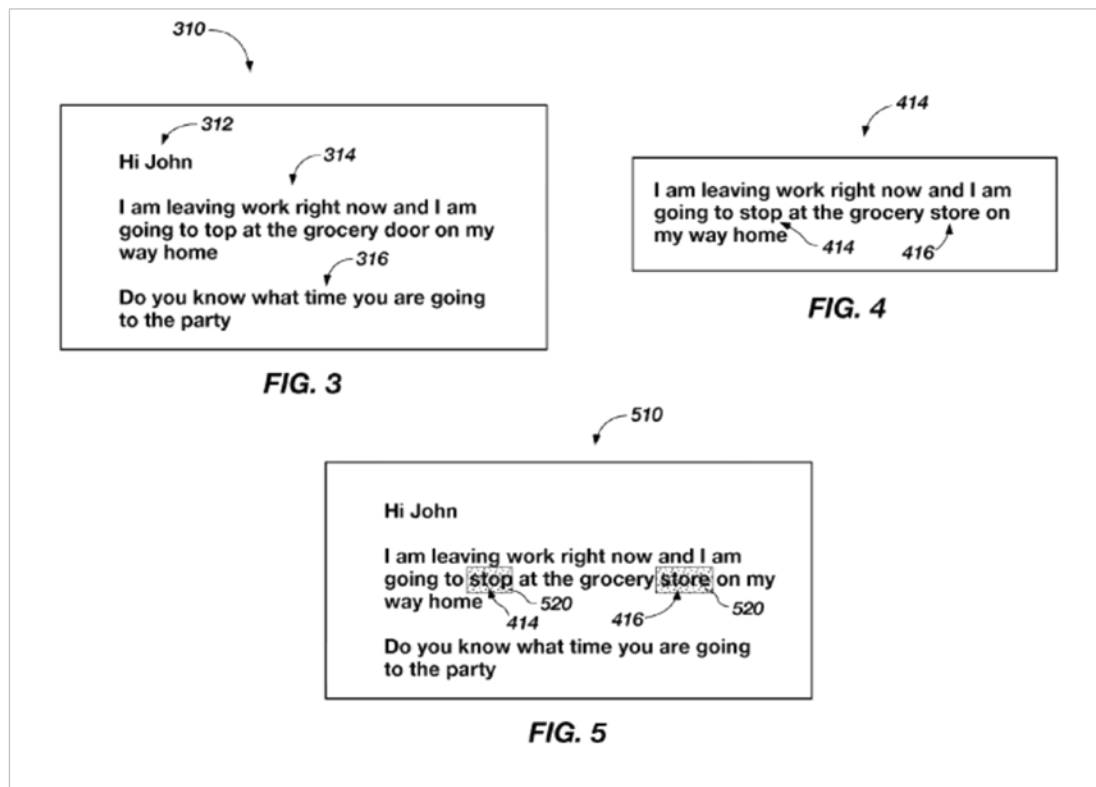 310
312
Hi John
314
I am leaving work right now and I am
going to top at the grocery door on my
way home
316
Do you know what time you are going
to the party
FIG. 3
414
I am leaving work right now and I am
going to stop at the grocery store on
my way home
414
416
FIG. 4
510
Hi John
I am leaving work right now and I am
going to stop at the grocery store on my
way home
414
520
416
520
Do you know what time you are going
to the party
FIG. 5